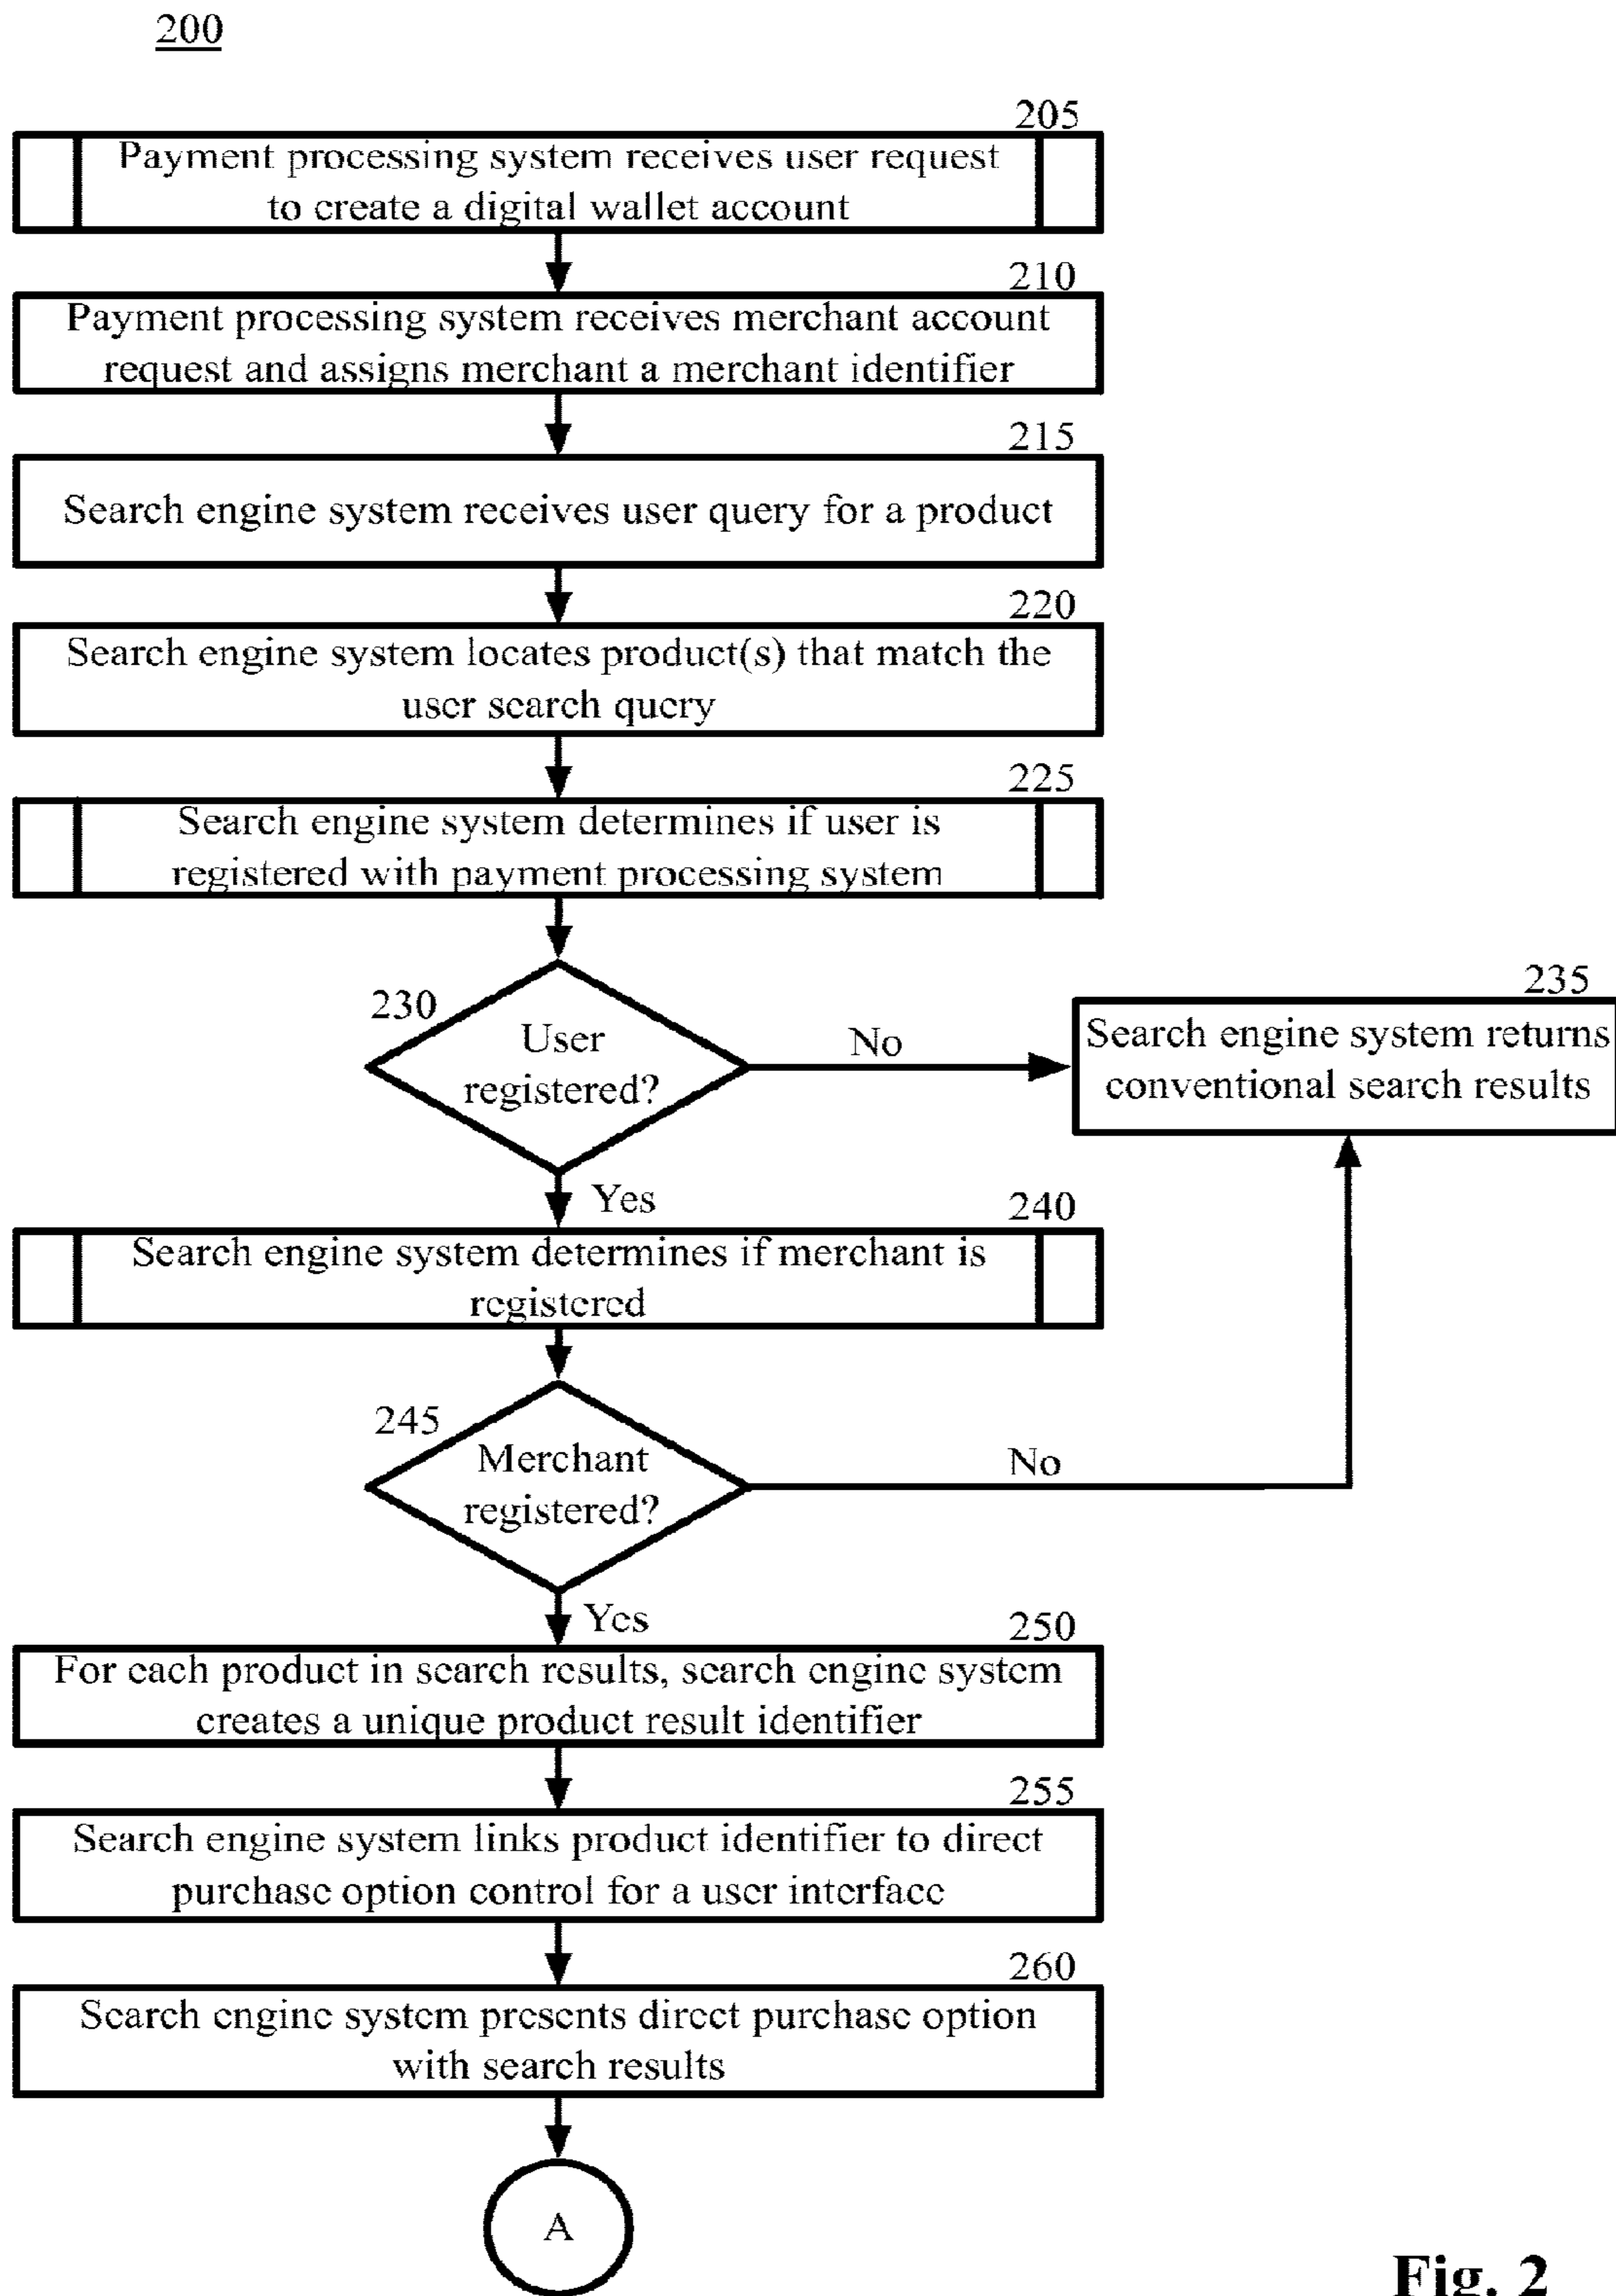 200
205
Payment processing system receives user request
to create a digital wallet account
210
Payment processing system receives merchant account
request and assigns merchant a merchant identifier
215
Search engine system receives user query for a product
220
Search engine system locates product(s) that match the
user search query
225
Search engine system determines if user is
registered with payment processing system
230
User
registered?
No
235
Search engine system returns
conventional search results
Yes
240
Search engine system determines if merchant is
registered
245
Merchant
registered?
No
Yes
250
For each product in search results, search engine system
creates a unique product result identifier
255
Search engine system links product identifier to direct
purchase option control for a user interface
260
Search engine system presents direct purchase option
with search results
A
Fig. 2